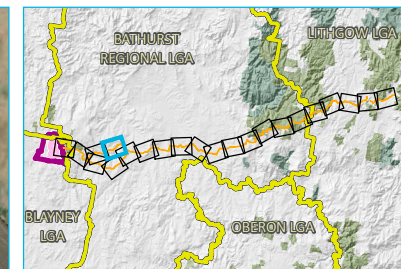 BATHURST
REGIONAL LGA
LITHGOW LGA
BLAYNEY
LGA
OBERON LGA